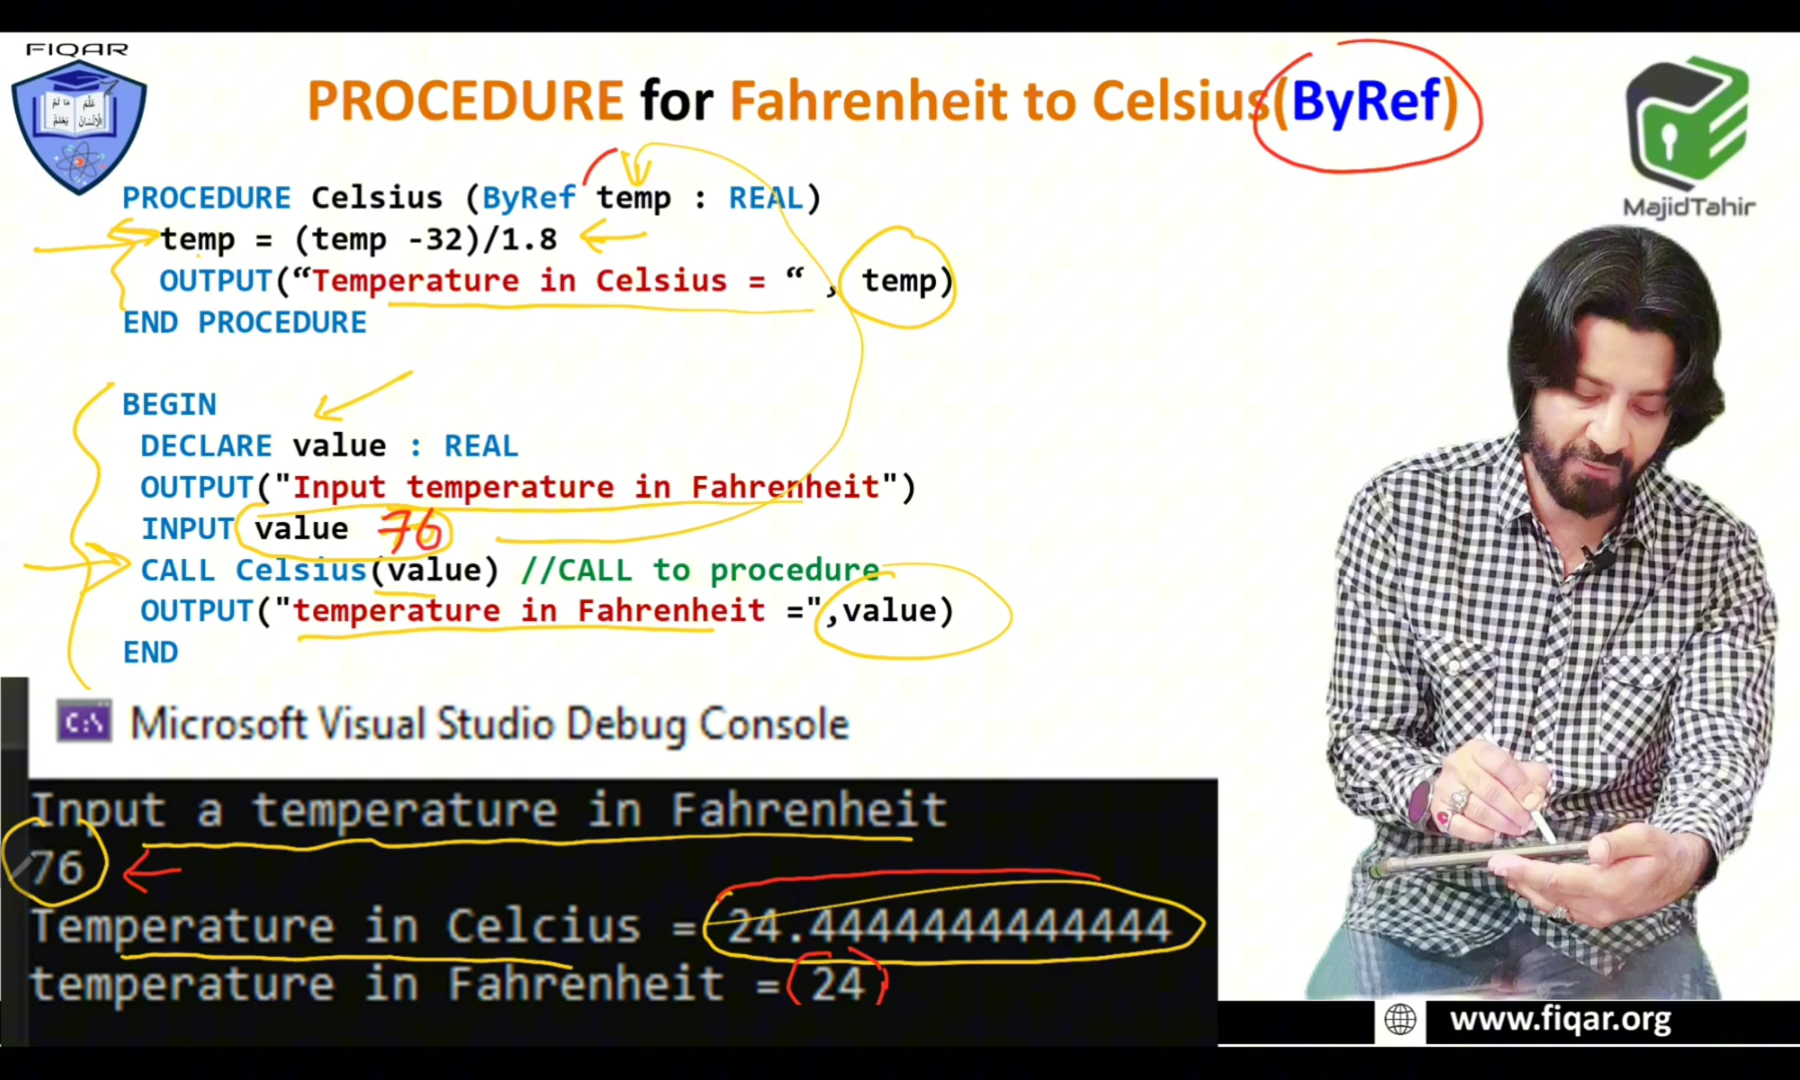 FIQAR
PROCEDURE for Fahrenheit to Celsius(ByRef)
MajidTahir
PROCEDURE Celsius (ByRef temp : REAL)
temp = (temp -32)/1.8
OUTPUT(“Temperature in Celsius = “ , temp)
END PROCEDURE
BEGIN
DECLARE value : REAL
OUTPUT("Input temperature in Fahrenheit")
INPUT value 76
CALL Celsius(value) //CALL to procedure
OUTPUT("temperature in Fahrenheit =",value)
END
C:\ Microsoft Visual Studio Debug Console
Input a temperature in Fahrenheit
76
Temperature in Celcius = 24.4444444444444
temperature in Fahrenheit = 24
www.fiqar.org